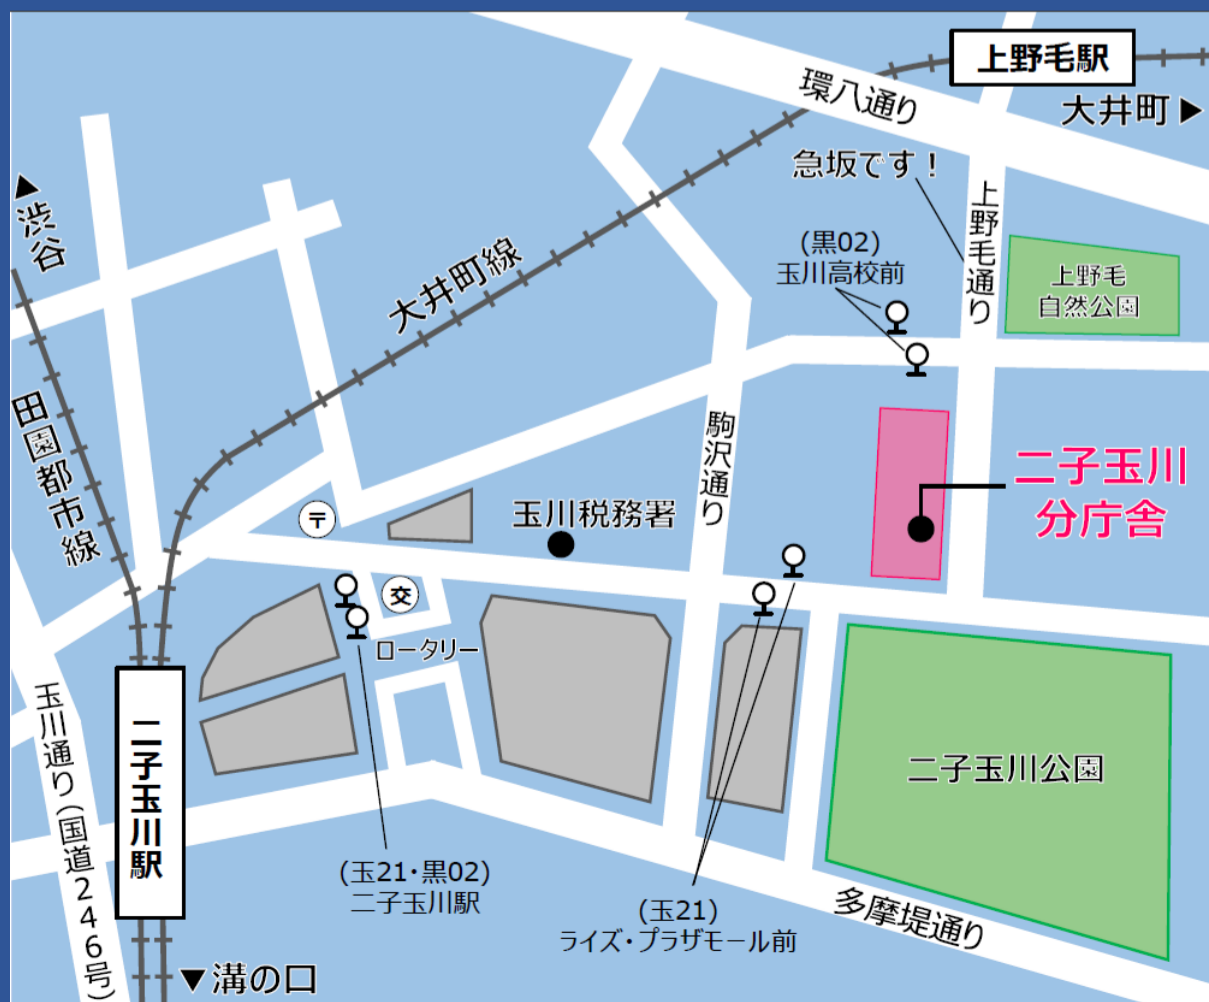 上野毛駅
環八通り
大井町▶
急坂です！
▲渋谷
上野毛通り
(黒02)
玉川高校前
大井町線
上野毛
自然公園
田園都市線
駒沢通り
二子玉川
分庁舎
〒
玉川税務署
交
ロータリー
玉川通り(国道246号)
二子玉川駅
二子玉川公園
(玉21・黒02)
二子玉川駅
(玉21)
ライズ・プラザモール前
多摩堤通り
▼溝の口